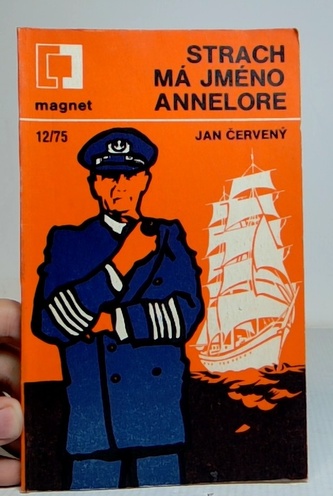 STRACH
MÁ JMÉNO
ANNELORE
magnet
12/75
JAN ČERVENÝ